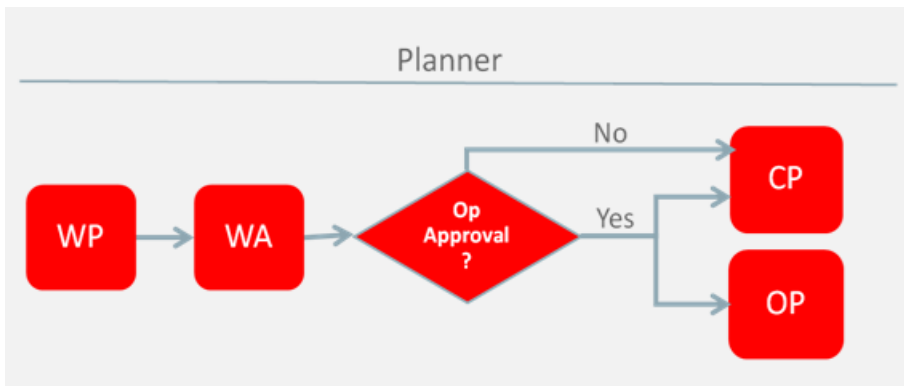 Planner
No
CP
WP
WA
Op
Approval
?
Yes
OP